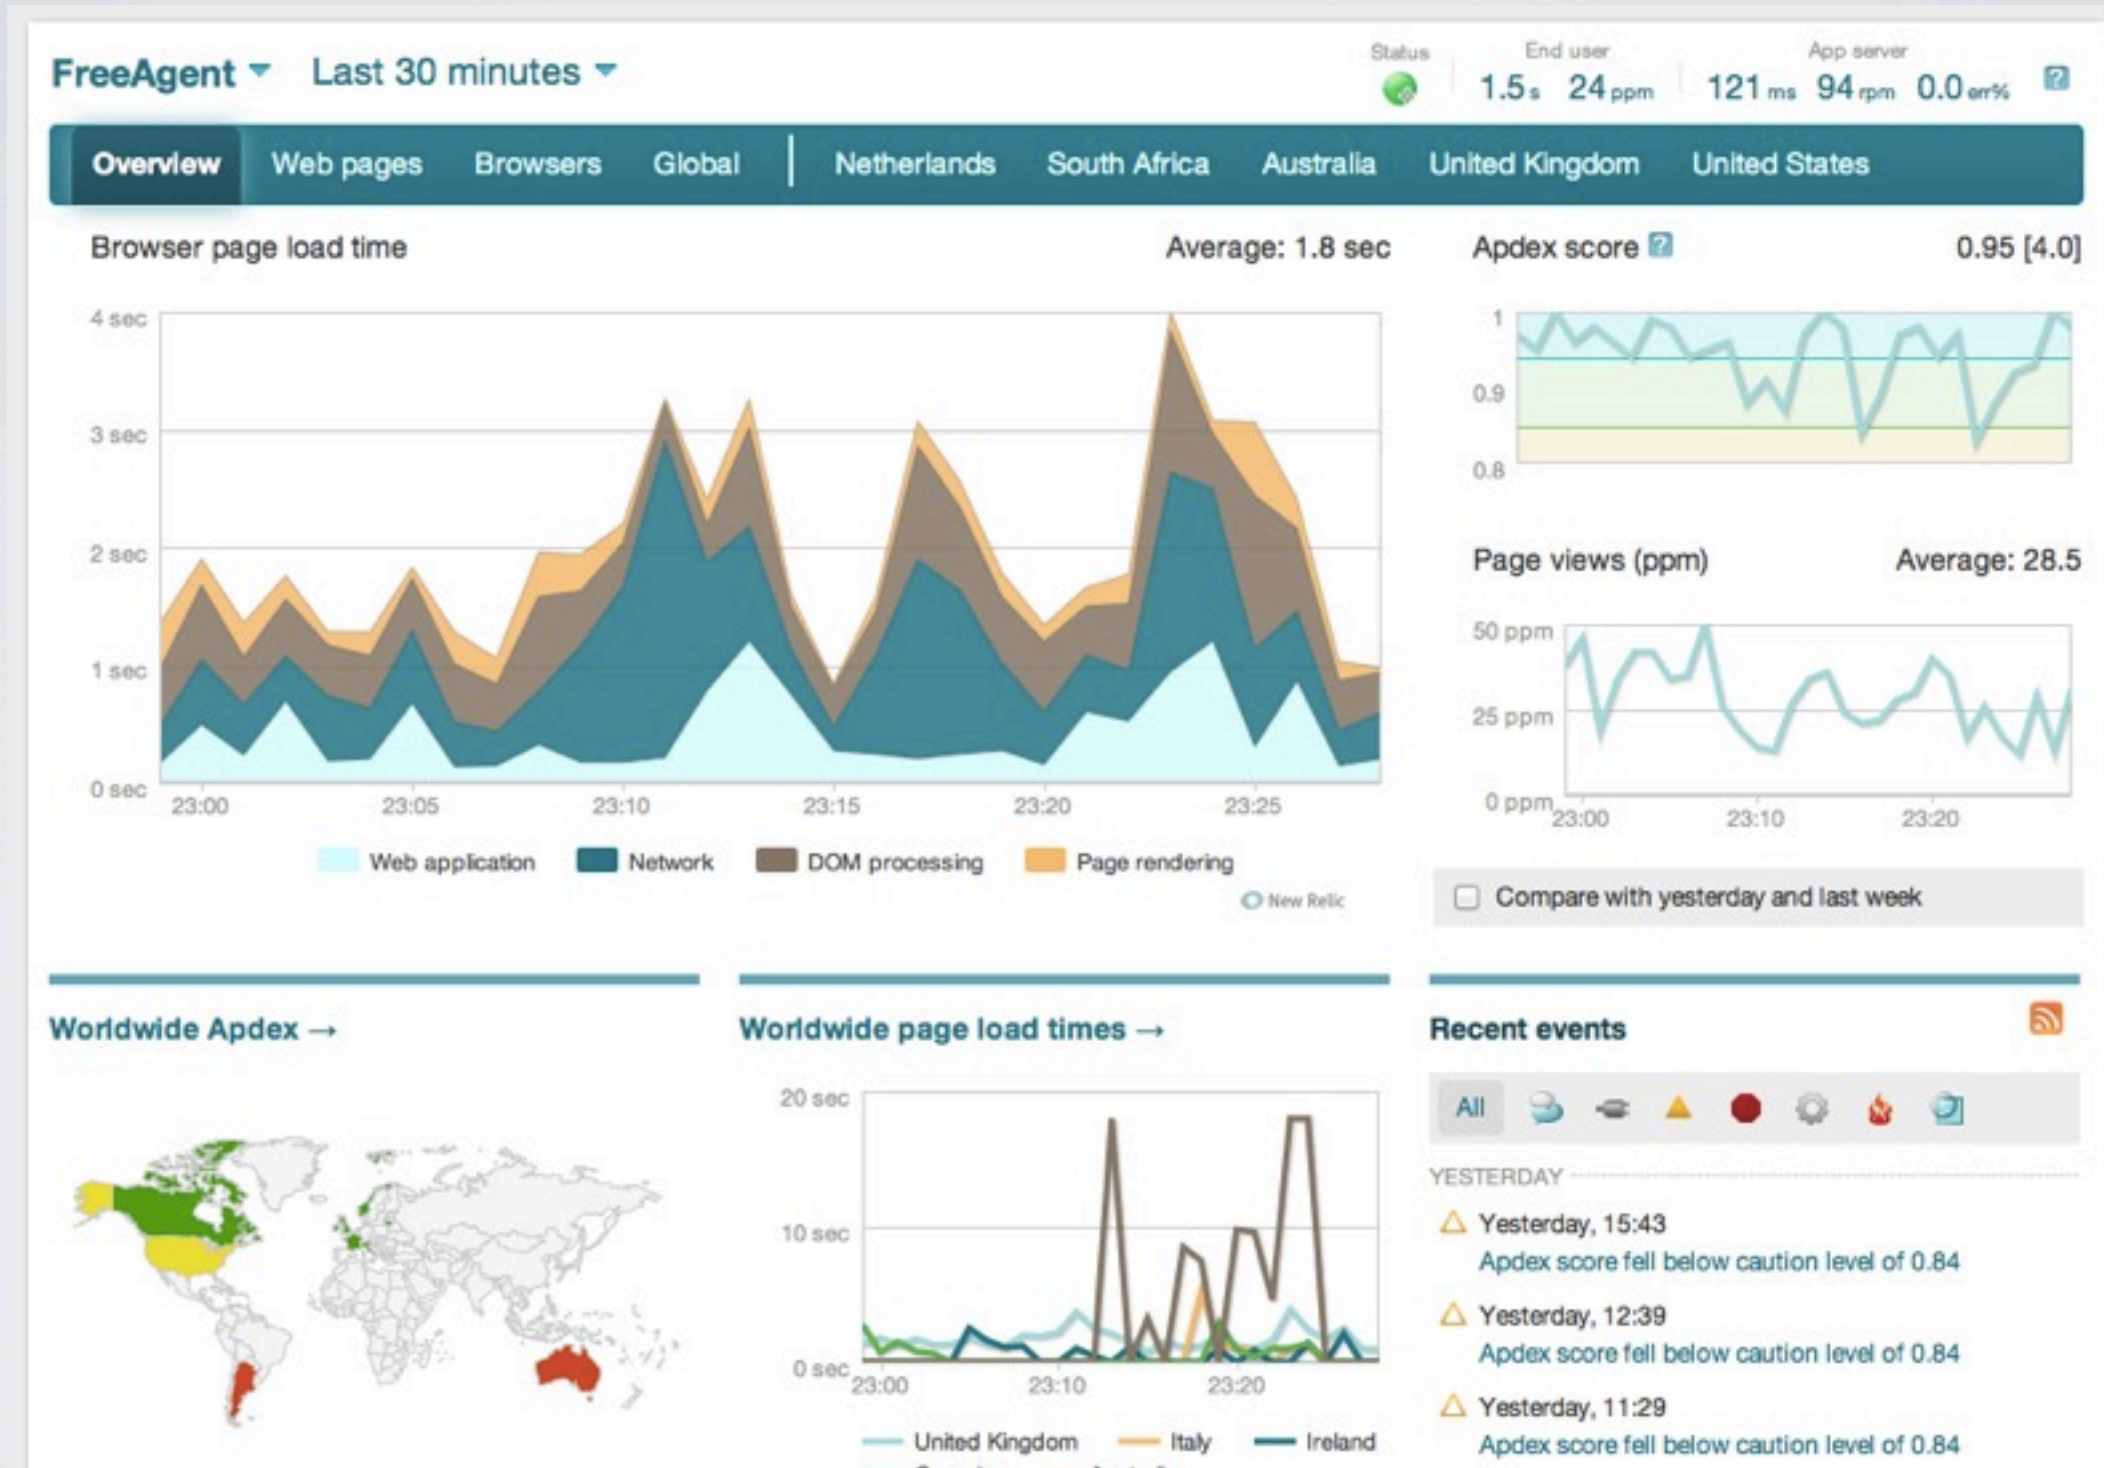 FreeAgent Last 30 minutes
Status
End user
App server
1.5 s 24 ppm
121 ms 94 rpm 0.0 err%
?
Overview Web pages Browsers Global Netherlands South Africa Australia United Kingdom United States
Browser page load time Average: 1.8 sec
4 sec
3 sec
2 sec
1 sec
0 sec
23:00 23:05 23:10 23:15 23:20 23:25
Web application Network DOM processing Page rendering
New Relic
Apdex score ? 0.95 [4.0]
1
0.9
0.8
Page views (ppm) Average: 28.5
50 ppm
25 ppm
0 ppm
23:00 23:10 23:20
Compare with yesterday and last week
Worldwide Apdex →
Worldwide page load times →
20 sec
10 sec
0 sec
23:00 23:10 23:20
United Kingdom Italy Ireland
Recent events
All
YESTERDAY
Yesterday, 15:43
Apdex score fell below caution level of 0.84
Yesterday, 12:39
Apdex score fell below caution level of 0.84
Yesterday, 11:29
Apdex score fell below caution level of 0.84